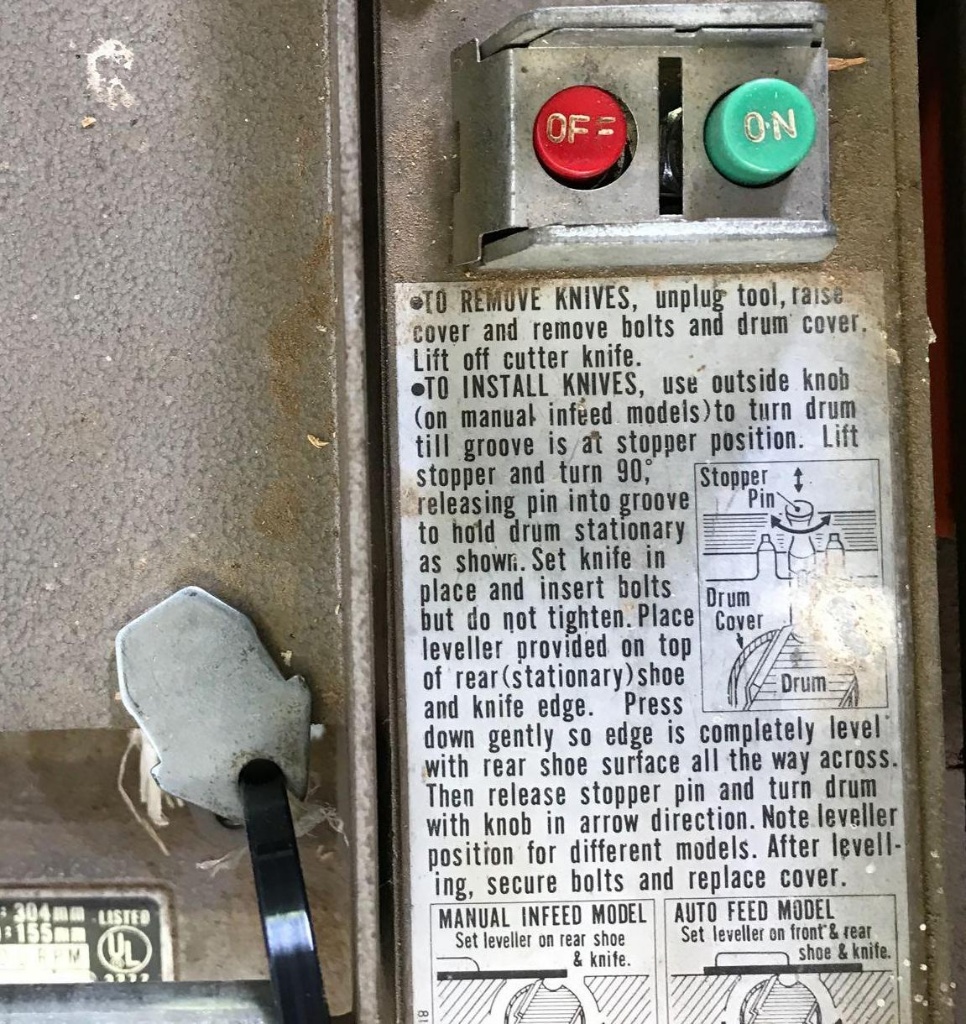 OFF
ON
•TO REMOVE KNIVES, unplug tool, raise
cover and remove bolts and drum cover.
Lift off cutter knife.
•TO INSTALL KNIVES, use outside knob
(on manual infeed models) to turn drum
till groove is at stopper position. Lift
stopper and turn 90°,
releasing pin into groove
to hold drum stationary
as shown. Set knife in
place and insert bolts
but do not tighten. Place
leveller provided on top
of rear (stationary) shoe
and knife edge. Press
down gently so edge is completely level
with rear shoe surface all the way across.
Then release stopper pin and turn drum
with knob in arrow direction. Note leveller
position for different models. After levell-
ing, secure bolts and replace cover.
Stopper
Pin
Drum
Cover
Drum
MANUAL INFEED MODEL
Set leveller on rear shoe
& knife.
AUTO FEED MODEL
Set leveller on front & rear
shoe & knife.
: 304mm
: 155mm
LISTED
UL